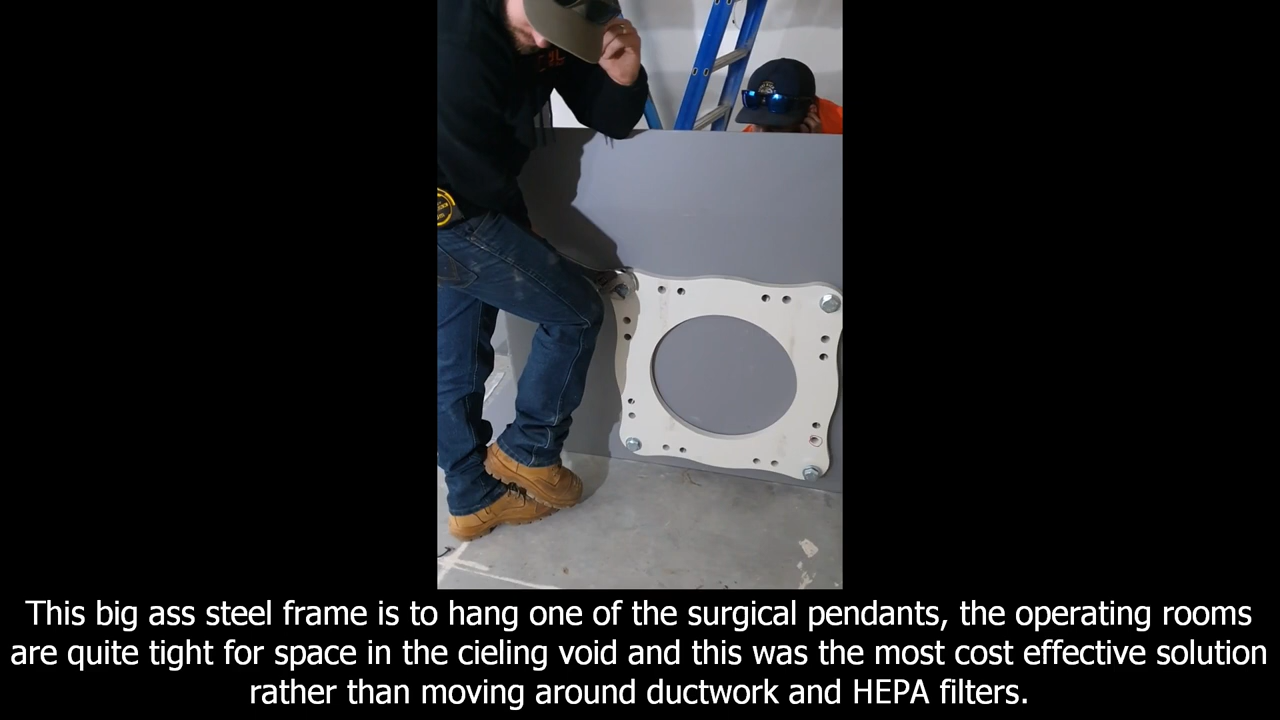 This big ass steel frame is to hang one of the surgical pendants, the operating rooms
are quite tight for space in the cieling void and this was the most cost effective solution
rather than moving around ductwork and HEPA filters.